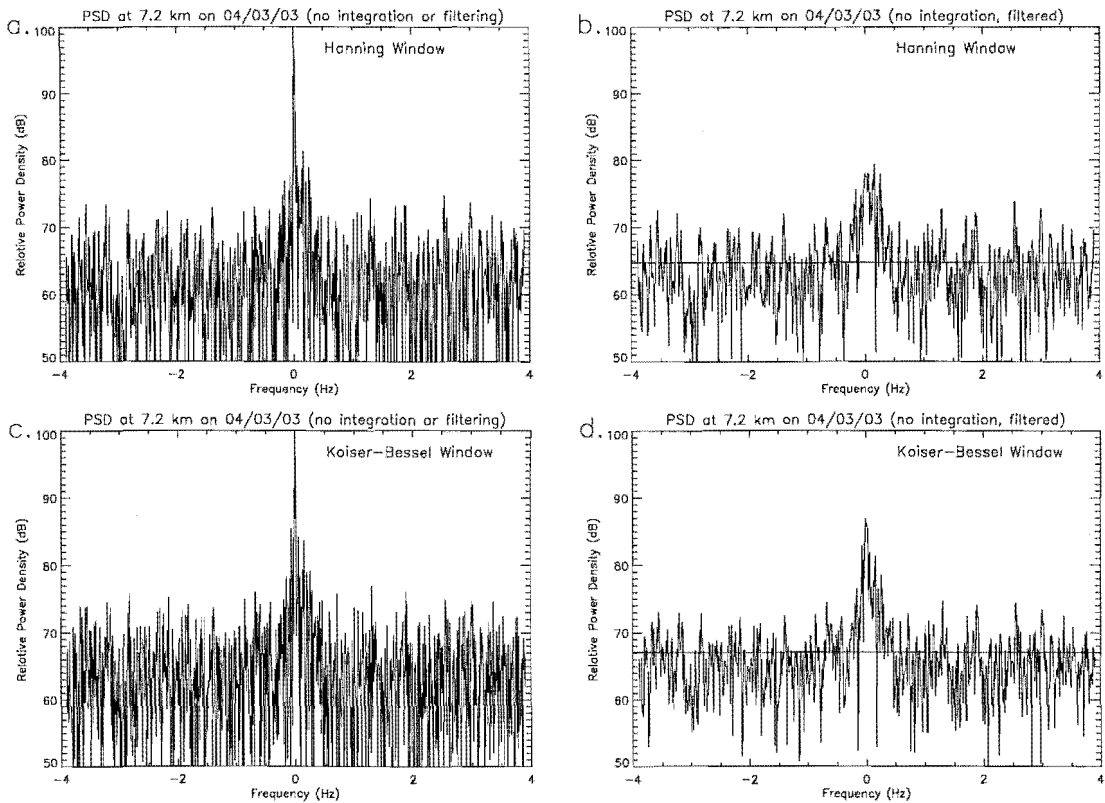 a. PSD at 7.2 km on 04/03/03 (no integration or filtering)
Hanning Window
100
90
80
70
60
50
Relative Power Density (dB)
-4 -2 0 2 4
Frequency (Hz)
b. PSD at 7.2 km on 04/03/03 (no integration, filtered)
Hanning Window
100
90
80
70
60
50
Relative Power Density (dB)
-4 -2 0 2 4
Frequency (Hz)
c. PSD at 7.2 km on 04/03/03 (no integration or filtering)
Koiser-Bessel Window
100
90
80
70
60
50
Relative Power Density (dB)
-4 -2 0 2 4
Frequency (Hz)
d. PSD at 7.2 km on 04/03/03 (no integration, filtered)
Koiser-Bessel Window
100
90
80
70
60
50
Relative Power Density (dB)
-4 -2 0 2 4
Frequency (Hz)